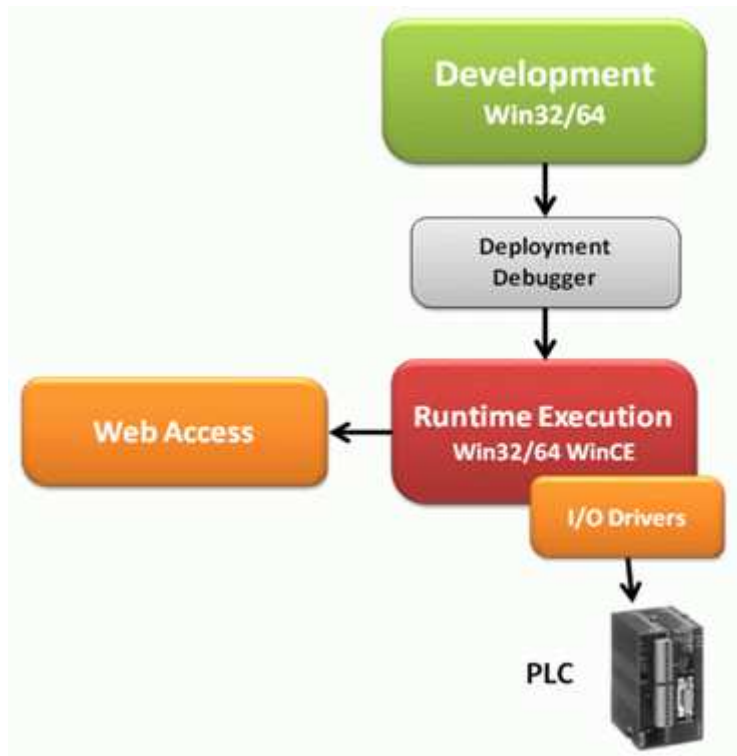 Development
Win32/64
Deployment
Debugger
Runtime Execution
Win32/64 WinCE
Web Access
I/O Drivers
PLC